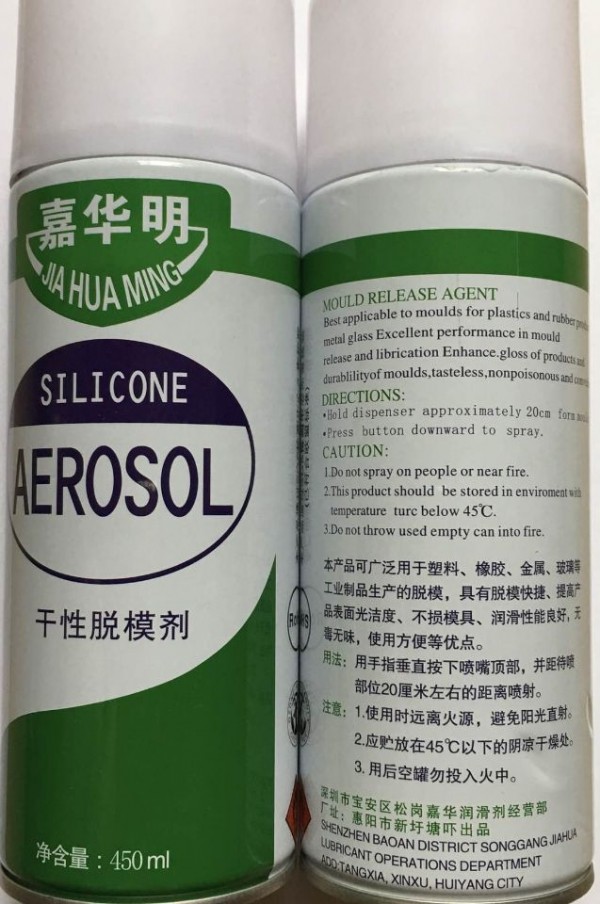 嘉华明
JIA HUA MING
SILICONE
AEROSOL
干性脱模剂
净含量：450ml
MOULD RELEASE AGENT
Best applicable to moulds for plastics and rubber
metal glass Excellent performance in mould
release and librication Enhance.gloss of products and
durablilityof moulds,tasteless,nonpoisonous and
DIRECTIONS:
•Hold dispenser approximately 20cm form
•Press button downward to spray.
CAUTION:
1.Do not spray on people or near fire.
2.This product should be stored in enviroment with
temperature turc below 45℃.
3.Do not throw used empty can into fire.
本产品可广泛用于塑料、橡胶、金属、玻璃等
工业制品生产的脱模，具有脱模快捷、提高产
品表面光洁度、不损模具、润滑性能良好，无
毒无味，使用方便等优点。
用法：用手指垂直按下喷嘴顶部，并距待喷
部位20厘米左右的距离喷射。
注意：1.使用时远离火源，避免阳光直射。
2.应贮放在45℃以下的阴凉干燥处。
3.用后空罐勿投入火中。
深圳市宝安区松岗嘉华润滑剂经营部
厂址：惠阳市新圩塘吓出品
SHENZHEN BAOAN DISTRICT SONGGANG JIAHUA
LUBRICANT OPERATIONS DEPARTMENT
ADD:TANGXIA, XINXU, HUIYANG CITY
RoHS